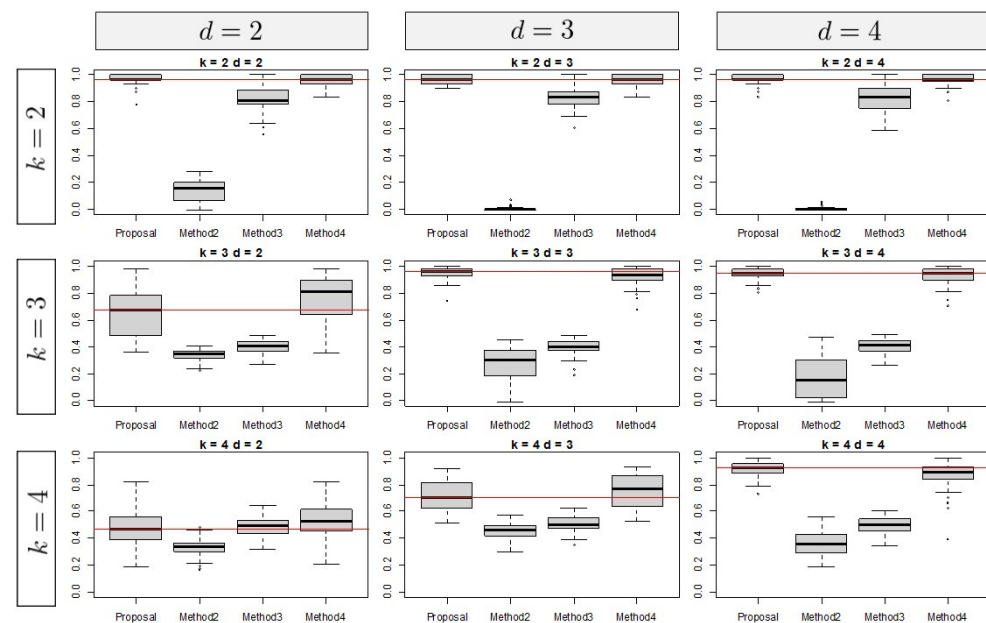 d = 2
d = 3
d = 4
k = 2
k = 2 d = 2
1.0
0.8
0.6
0.4
0.2
0.0
Proposal Method2 Method3 Method4
k = 2 d = 3
1.0
0.8
0.6
0.4
0.2
0.0
Proposal Method2 Method3 Method4
k = 2 d = 4
1.0
0.8
0.6
0.4
0.2
0.0
Proposal Method2 Method3 Method4
k = 3
k = 3 d = 2
1.0
0.8
0.6
0.4
0.2
0.0
Proposal Method2 Method3 Method4
k = 3 d = 3
1.0
0.8
0.6
0.4
0.2
0.0
Proposal Method2 Method3 Method4
k = 3 d = 4
1.0
0.8
0.6
0.4
0.2
0.0
Proposal Method2 Method3 Method4
k = 4
k = 4 d = 2
1.0
0.8
0.6
0.4
0.2
0.0
Proposal Method2 Method3 Method4
k = 4 d = 3
1.0
0.8
0.6
0.4
0.2
0.0
Proposal Method2 Method3 Method4
k = 4 d = 4
1.0
0.8
0.6
0.4
0.2
0.0
Proposal Method2 Method3 Method4